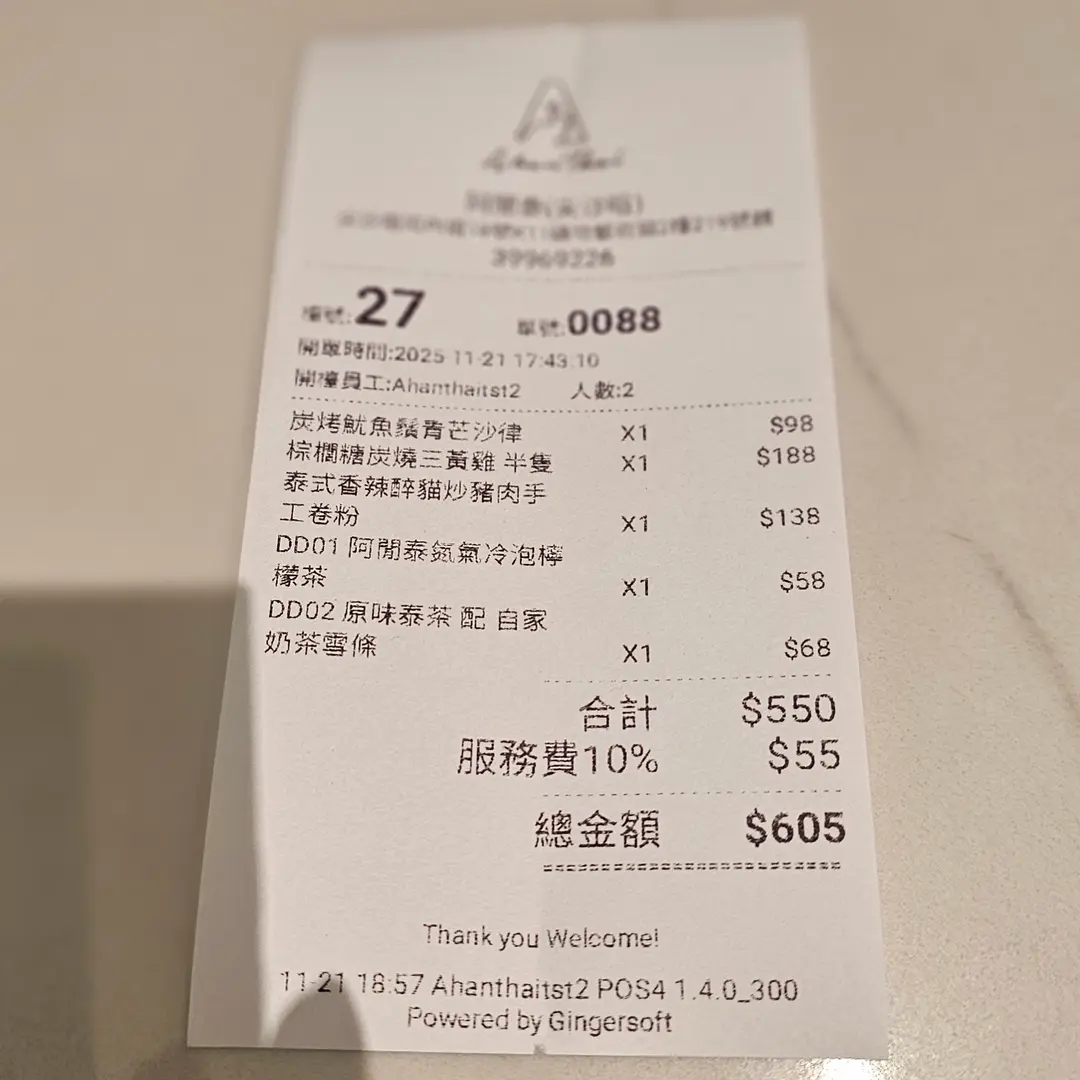 AhanThai
39969226
檯號:27 單號:0088
開單時間:2025-11-21 17:43:10
開檯員工:Ahanthaitst2 人數:2
炭烤魷魚鬚青芒沙律 X1 $98
棕櫚糖炭燒三黃雞 半隻 X1 $188
泰式香辣醉貓炒豬肉手
工卷粉 X1 $138
DD01 阿閒泰氮氣冷泡檸
檬茶 X1 $58
DD02 原味泰茶 配 自家
奶茶雪條 X1 $68
合計 $550
服務費10% $55
總金額 $605
Thank you Welcome!
11-21 18:57 Ahanthaitst2 POS4 1.4.0_300
Powered by Gingersoft